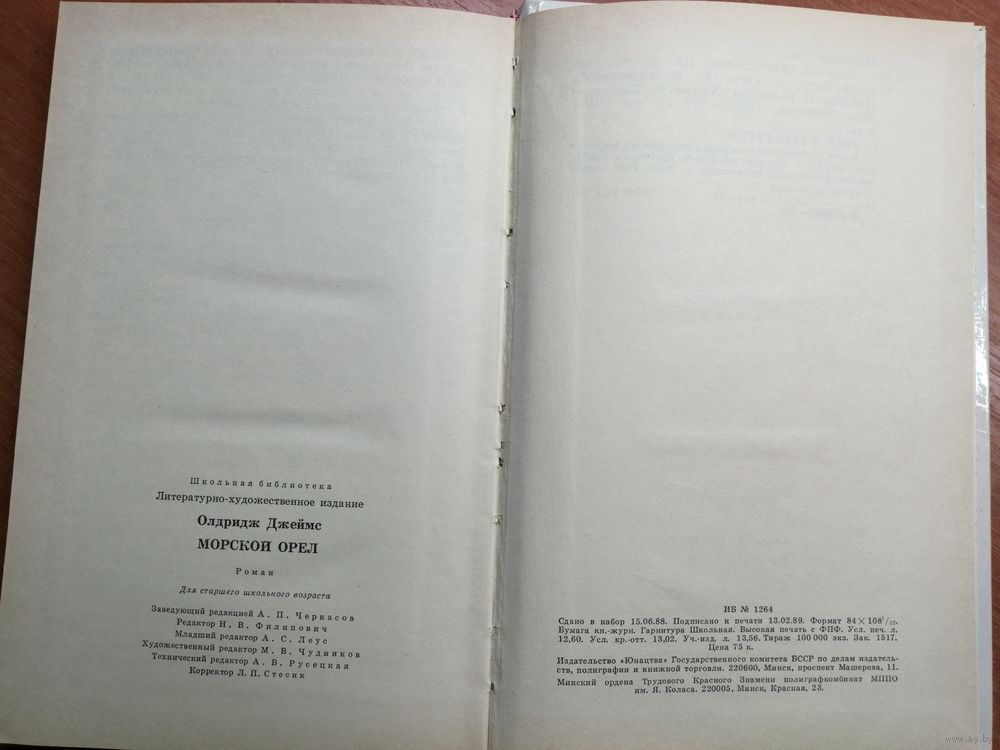 Школьная библиотека
Литературно-художественное издание
Олдридж Джеймс
МОРСКОЙ ОРЕЛ
Роман
Для старшего школьного возраста
Заведующий редакцией А. П. Черкасов
Редактор Н. В. Филипович
Младший редактор А. С. Леус
Художественный редактор М. В. Чудников
Технический редактор А. В. Русецкая
Корректор Л. П. Стесик
ИБ № 1264
Сдано в набор 15.06.88. Подписано к печати 13.02.89. Формат 84×108¹/₃₂.
Бумага кн.-журн. Гарнитура Школьная. Высокая печать с ФПФ. Усл. печ. л.
12,60. Усл. кр.-отт. 13,02. Уч.-изд. л. 13,56. Тираж 100 000 экз. Зак. 1517.
Цена 75 к.
Издательство «Юнацтва» Государственного комитета БССР по делам издатель-
ств, полиграфии и книжной торговли. 220600, Минск, проспект Машерова, 11.
Минский ордена Трудового Красного Знамени полиграфкомбинат МППО
им. Я. Коласа. 220005, Минск, Красная, 23.
www.ay.by